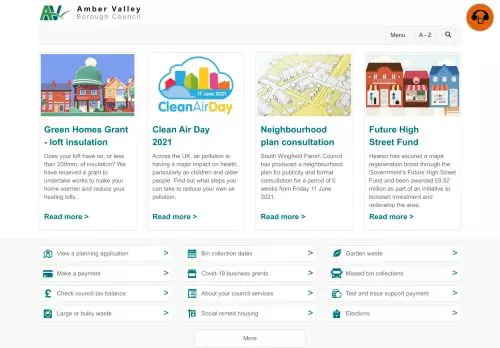 Amber Valley
Borough Council
Menu
A - Z
17 June 2021
CleanAirDay
Green Homes Grant
- loft insulation
Does your loft have no, or less
than 200mm, of insulation? We
have received a grant to
undertake works to make your
home warmer and reduce your
heating bills.
Read more >
Clean Air Day
2021
Across the UK, air pollution is
having a major impact on health,
particularly on children and older
people. Find out what steps you
can take to reduce your own air
pollution.
Read more >
Neighbourhood
plan consultation
South Wingfield Parish Council
has produced a neighbourhood
plan for publicity and formal
consultation for a period of 6
weeks from Friday 11 June
2021.
Read more >
Future High
Street Fund
Heanor has secured a major
regeneration boost through the
Government's Future High Street
Fund and been awarded £8.52
million as part of an initiative to
kickstart investment and
redevelop the area.
Read more >
View a planning application >
Bin collection dates >
Garden waste >
Make a payment >
Covid-19 business grants >
Missed bin collections >
Check council tax balance >
About your council services >
Test and trace support payment >
Large or bulky waste >
Social rented housing >
Elections >
More